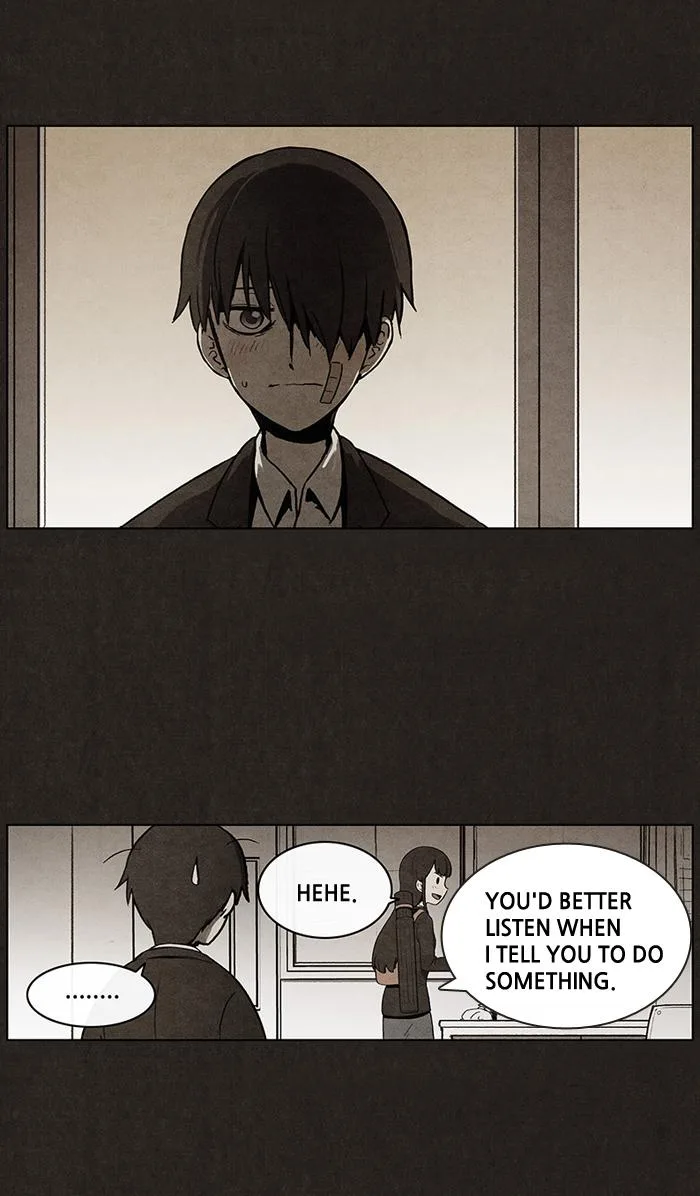 HEHE.
YOU'D BETTER
LISTEN WHEN
I TELL YOU TO DO
SOMETHING.
........